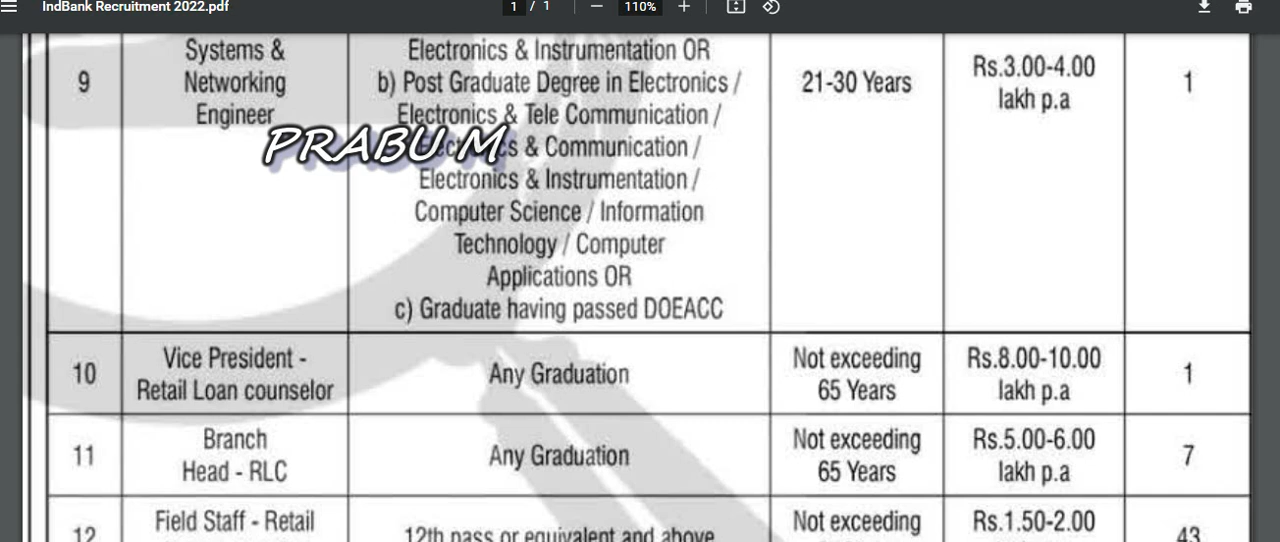 IndBank Recruitment 2022.pdf
1 / 1
110%
9
Systems &
Networking
Engineer
Electronics & Instrumentation OR
b) Post Graduate Degree in Electronics /
Electronics & Tele Communication /
& Communication /
Electronics & Instrumentation /
Computer Science / Information
Technology / Computer
Applications OR
c) Graduate having passed DOEACC
21-30 Years
Rs.3.00-4.00
lakh p.a
1
PRABU M
10
Vice President -
Retail Loan counselor
Any Graduation
Not exceeding
65 Years
Rs.8.00-10.00
lakh p.a
1
11
Branch
Head - RLC
Any Graduation
Not exceeding
65 Years
Rs.5.00-6.00
lakh p.a
7
12
Field Staff - Retail
12th pass or equivalent and above
Not exceeding
Rs.1.50-2.00
43